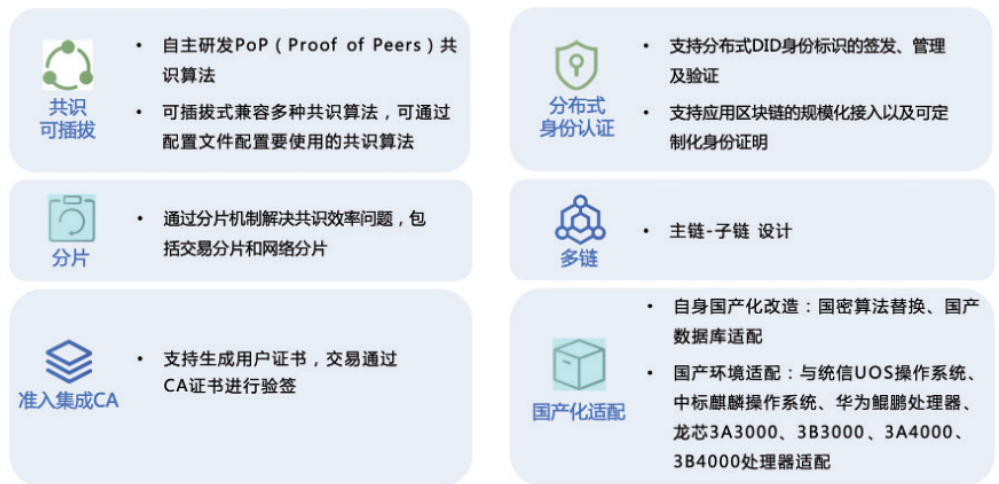 共识
可插拔
• 自主研发PoP（Proof of Peers）共
识算法
• 可插拔式兼容多种共识算法，可通过
配置文件配置要使用的共识算法
分布式
身份认证
• 支持分布式DID身份标识的签发、管理
及验证
• 支持应用区块链的规模化接入以及可定
制化身份证明
分片
• 通过分片机制解决共识效率问题，包
括交易分片和网络分片
多链
• 主链-子链 设计
准入集成CA
• 支持生成用户证书，交易通过
CA证书进行验签
国产化适配
• 自身国产化改造：国密算法替换、国产
数据库适配
• 国产环境适配：与统信UOS操作系统、
中标麒麟操作系统、华为鲲鹏处理器、
龙芯3A3000、3B3000、3A4000、
3B4000处理器适配